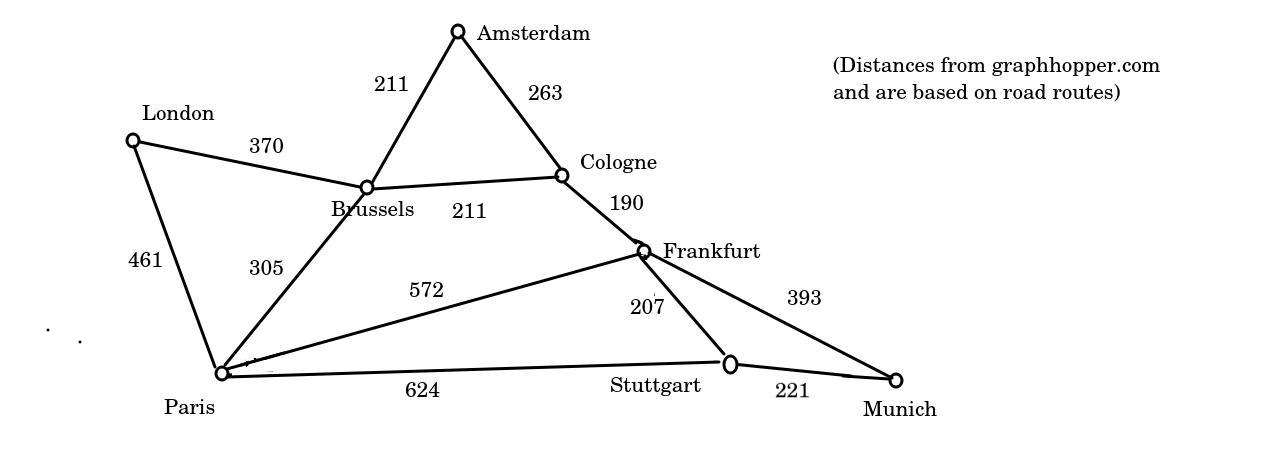 Amsterdam
(Distances from graphhopper.com
and are based on road routes)
211
263
London
370
Cologne
Brussels
211
190
461
305
Frankfurt
572
207
393
624
Stuttgart
221
Paris
Munich